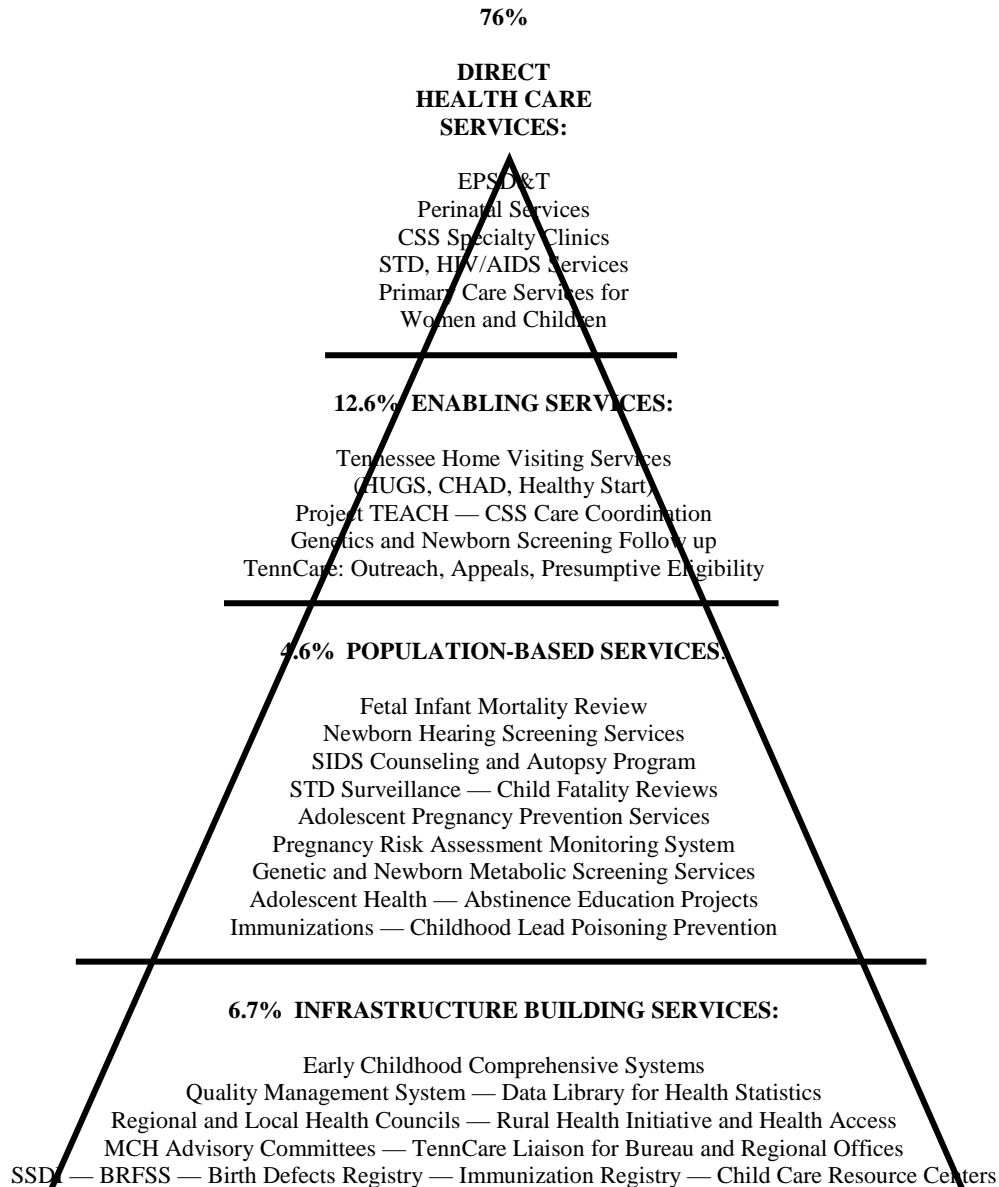 76%
DIRECT
HEALTH CARE
SERVICES:
EPSD&T
Perinatal Services
CSS Specialty Clinics
STD, HIV/AIDS Services
Primary Care Services for
Women and Children
12.6% ENABLING SERVICES:
Tennessee Home Visiting Services
(HUGS, CHAD, Healthy Start)
Project TEACH — CSS Care Coordination
Genetics and Newborn Screening Follow up
TennCare: Outreach, Appeals, Presumptive Eligibility
4.6% POPULATION-BASED SERVICES:
Fetal Infant Mortality Review
Newborn Hearing Screening Services
SIDS Counseling and Autopsy Program
STD Surveillance — Child Fatality Reviews
Adolescent Pregnancy Prevention Services
Pregnancy Risk Assessment Monitoring System
Genetic and Newborn Metabolic Screening Services
Adolescent Health — Abstinence Education Projects
Immunizations — Childhood Lead Poisoning Prevention
6.7% INFRASTRUCTURE BUILDING SERVICES:
Early Childhood Comprehensive Systems
Quality Management System — Data Library for Health Statistics
Regional and Local Health Councils — Rural Health Initiative and Health Access
MCH Advisory Committees — TennCare Liaison for Bureau and Regional Offices
SSDI — BRFSS — Birth Defects Registry — Immunization Registry — Child Care Resource Centers